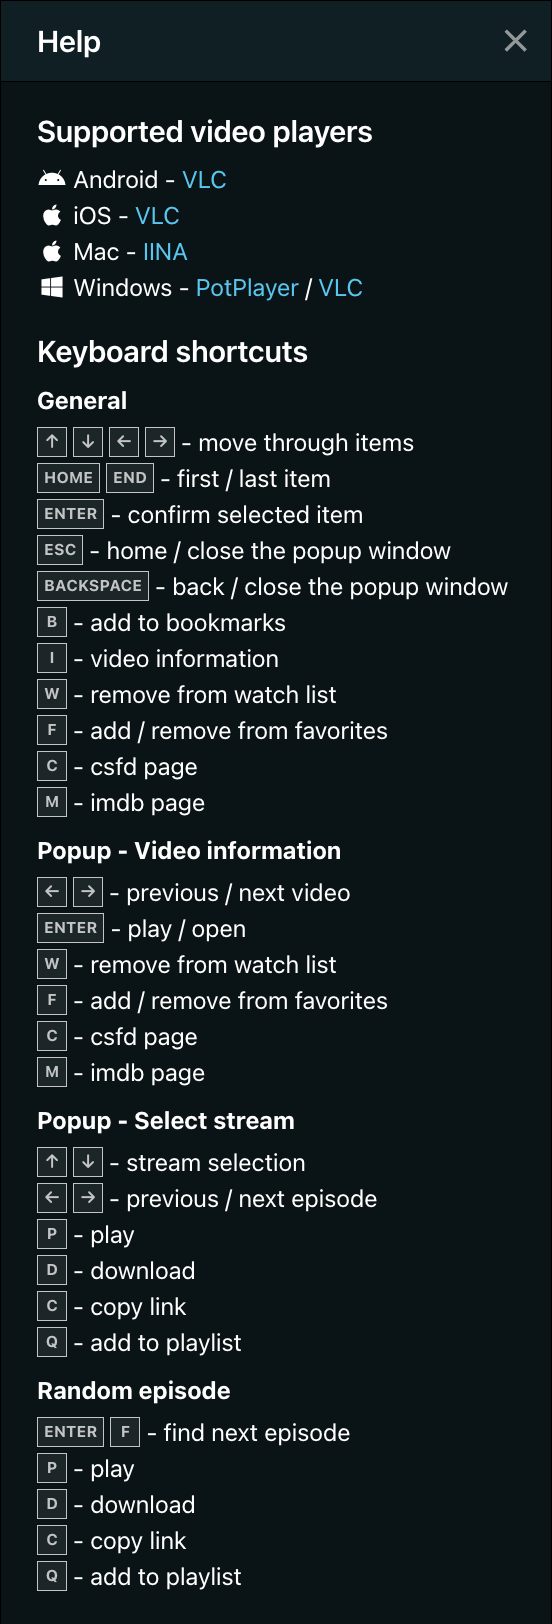 Help
Supported video players
Android - VLC
iOS - VLC
Mac - IINA
Windows - PotPlayer / VLC
Keyboard shortcuts
General
↑ ↓ ← → - move through items
HOME END - first / last item
ENTER - confirm selected item
ESC - home / close the popup window
BACKSPACE - back / close the popup window
B - add to bookmarks
I - video information
W - remove from watch list
F - add / remove from favorites
C - csfd page
M - imdb page
Popup - Video information
← → - previous / next video
ENTER - play / open
W - remove from watch list
F - add / remove from favorites
C - csfd page
M - imdb page
Popup - Select stream
↑ ↓ - stream selection
← → - previous / next episode
P - play
D - download
C - copy link
Q - add to playlist
Random episode
ENTER F - find next episode
P - play
D - download
C - copy link
Q - add to playlist